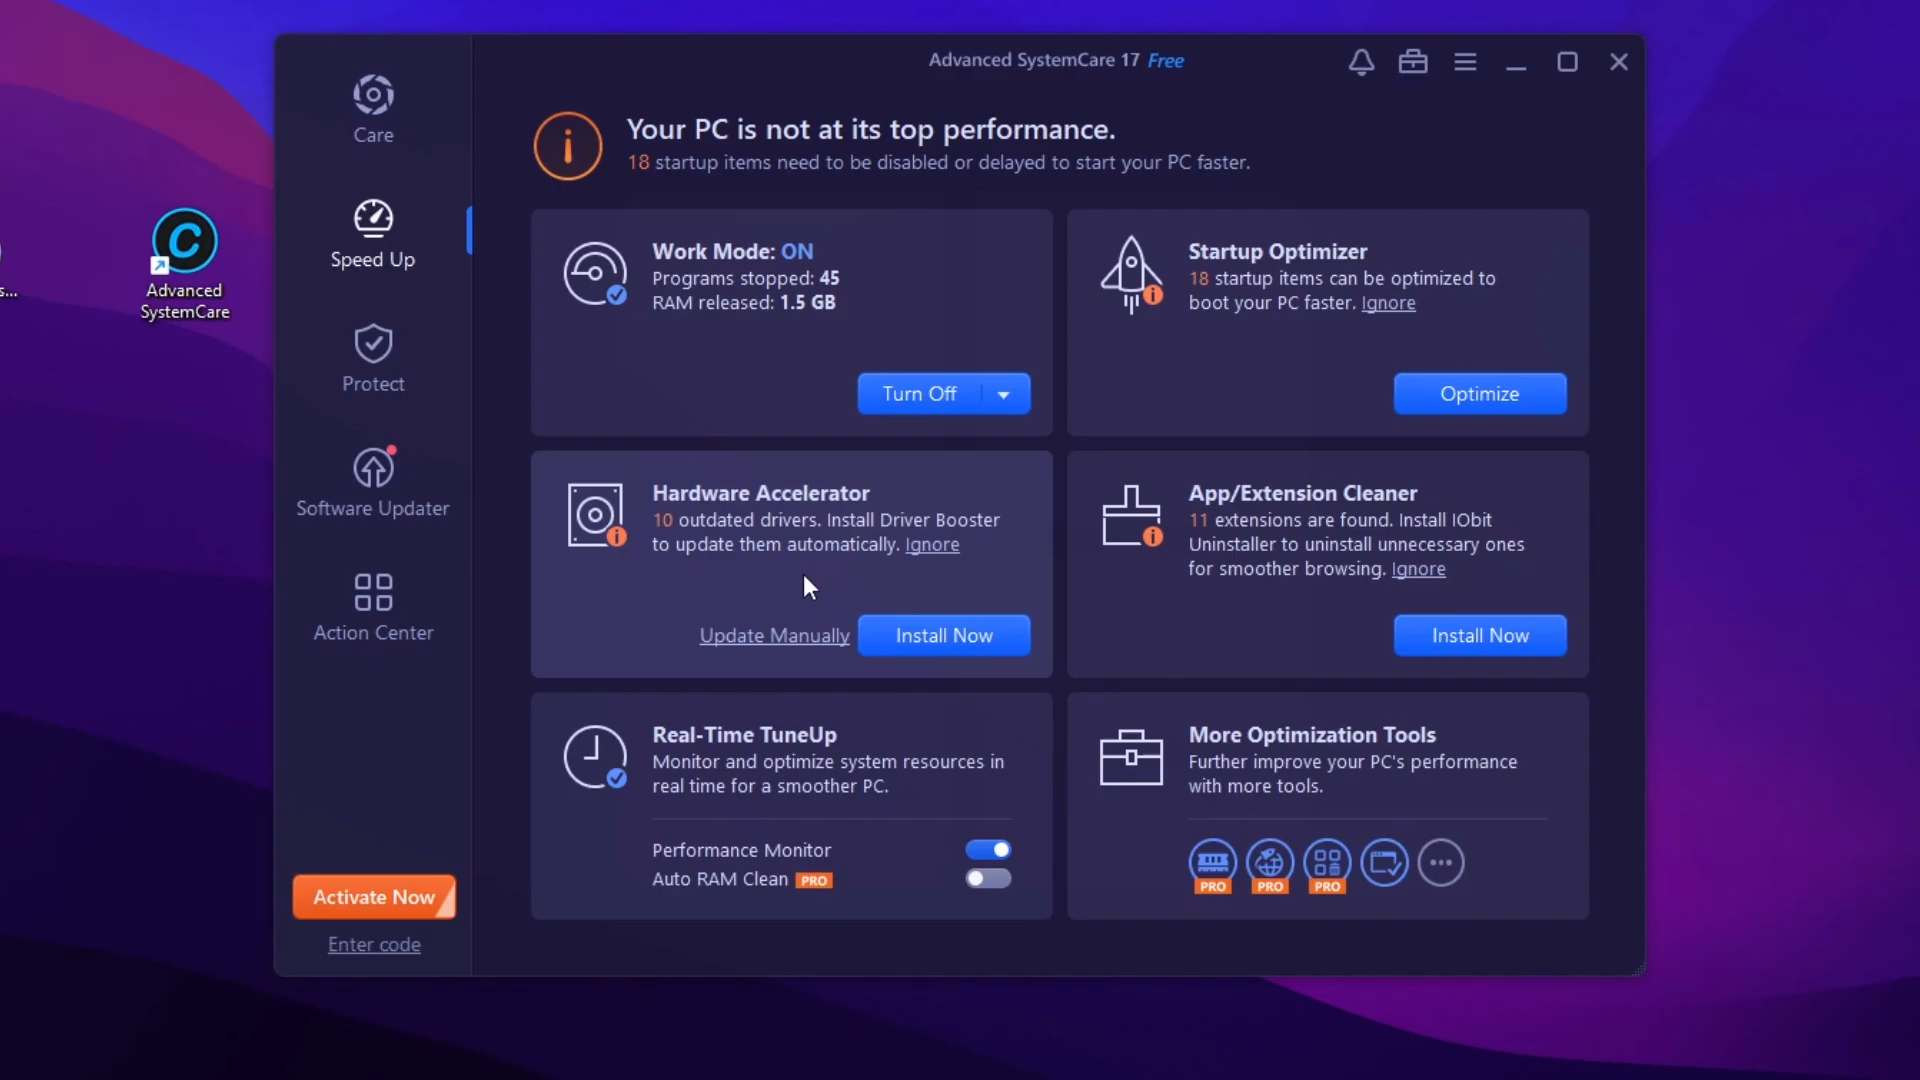 Advanced SystemCare 17 Free
Care
Speed Up
Protect
Software Updater
Action Center
Activate Now
Enter code
s...
Advanced
SystemCare
Your PC is not at its top performance.
18 startup items need to be disabled or delayed to start your PC faster.
Work Mode: ON
Programs stopped: 45
RAM released: 1.5 GB
Turn Off
Startup Optimizer
18 startup items can be optimized to
boot your PC faster. Ignore
Optimize
Hardware Accelerator
10 outdated drivers. Install Driver Booster
to update them automatically. Ignore
Update Manually
Install Now
App/Extension Cleaner
11 extensions are found. Install IObit
Uninstaller to uninstall unnecessary ones
for smoother browsing. Ignore
Install Now
Real-Time TuneUp
Monitor and optimize system resources in
real time for a smoother PC.
Performance Monitor
Auto RAM Clean PRO
More Optimization Tools
Further improve your PC's performance
with more tools.
PRO
PRO
PRO